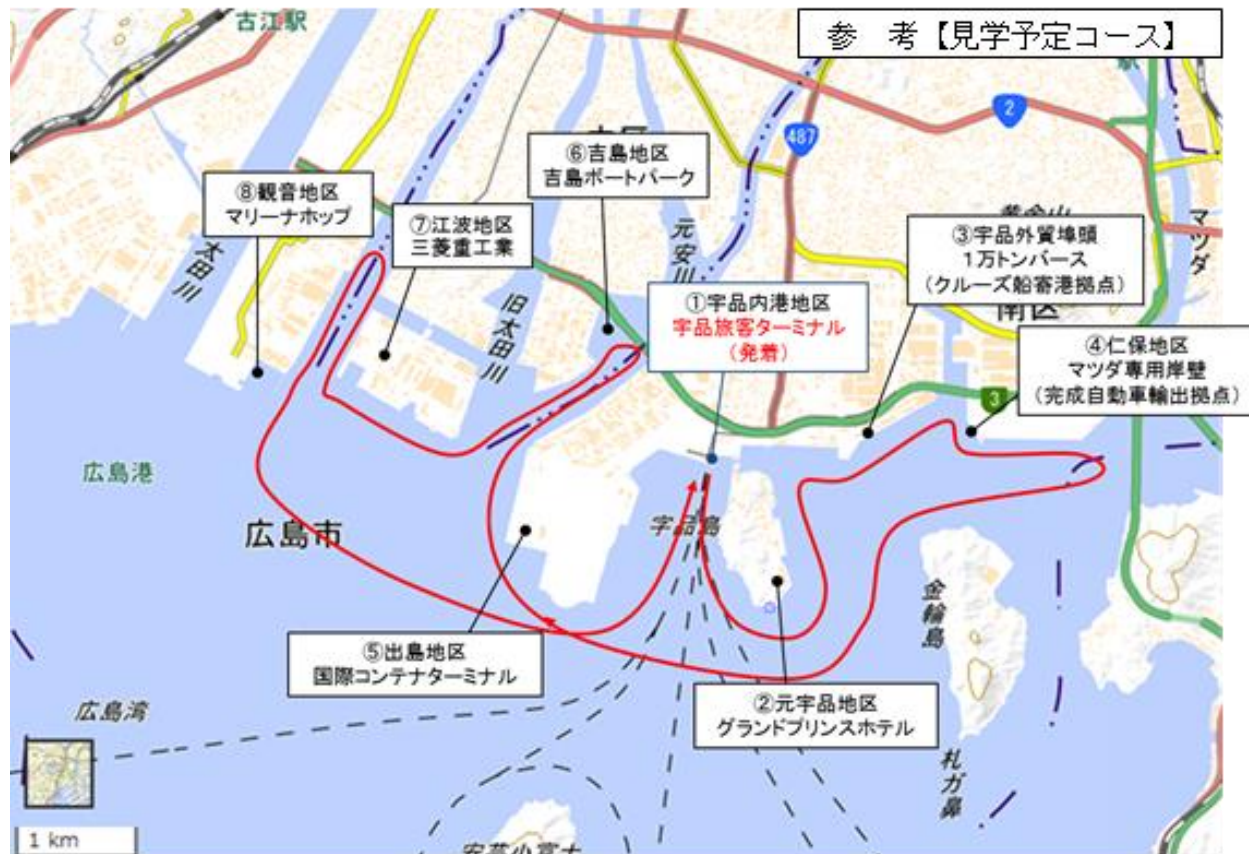 古江駅
参 考【見学予定コース】
2
487
⑥吉島地区
吉島ボートパーク
⑧観音地区
マリーナホップ
⑦江波地区
三菱重工業
元安川
マツダ
③宇品外貿埠頭
1万トンバース
(クルーズ船寄港拠点)
南区
太田川
旧太田川
①宇品内港地区
宇品旅客ターミナル
(発着)
④仁保地区
マツダ専用岸壁
(完成自動車輸出拠点)
3
広島港
広島市
宇品島
金輪島
⑤出島地区
国際コンテナターミナル
②元宇品地区
グランドプリンスホテル
広島湾
札ガ鼻
1 km
安芸小富士